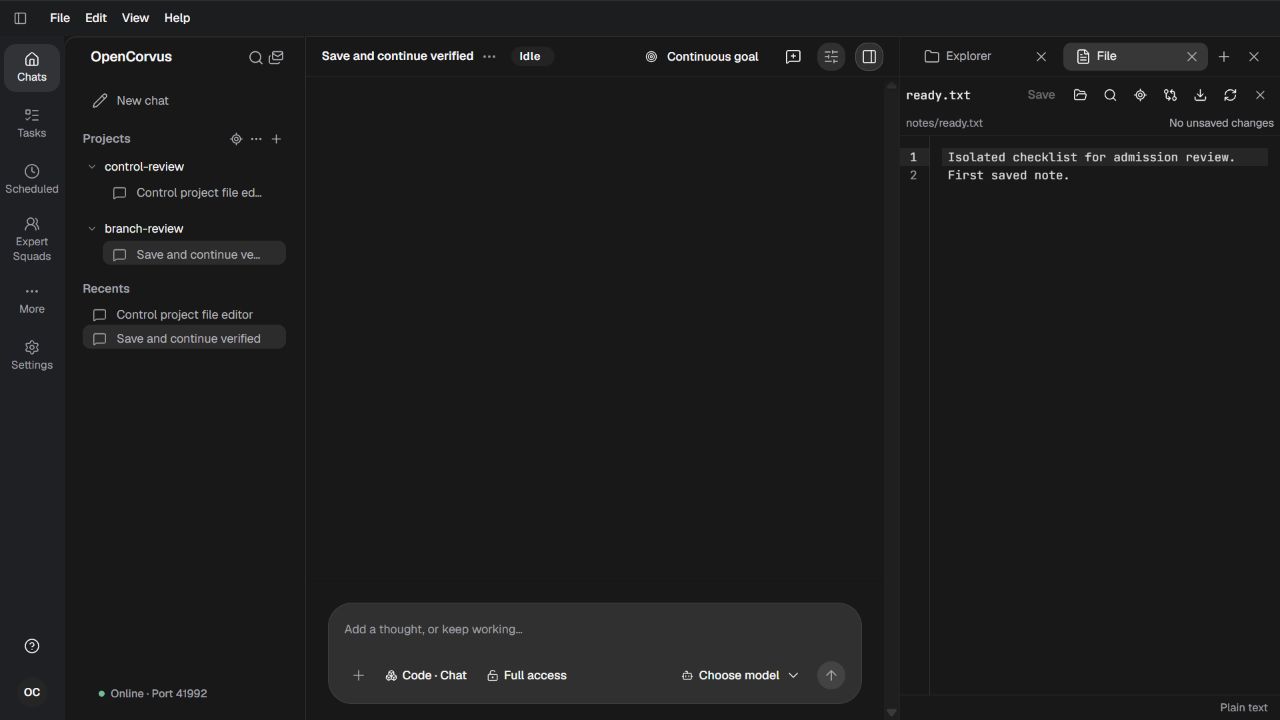 File Edit View Help
Chats
Tasks
Scheduled
Expert
Squads
More
Settings
OC
OpenCorvus
New chat
Projects
control-review
Control project file ed...
branch-review
Save and continue ve...
Recents
Control project file editor
Save and continue verified
Online · Port 41992
Save and continue verified ··· Idle Continuous goal
Add a thought, or keep working...
Code · Chat Full access Choose model
Explorer File
ready.txt Save
notes/ready.txt No unsaved changes
1 Isolated checklist for admission review.
2 First saved note.
Plain text